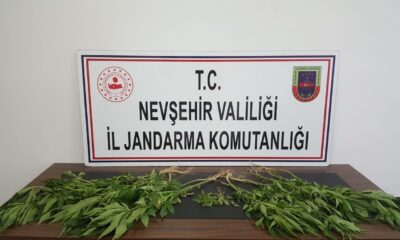 T.C.
NEVŞEHİR VALİLİĞİ
İL JANDARMA KOMUTANLIĞI